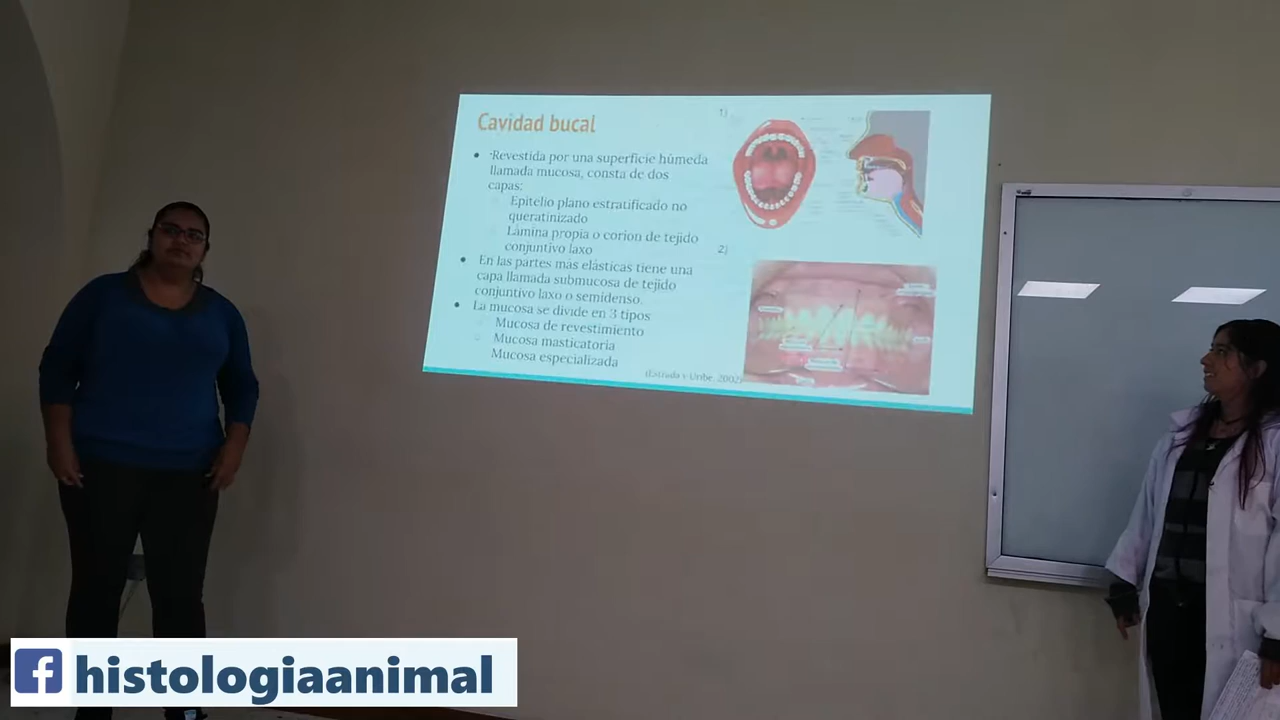 Cavidad bucal
Revestida por una superficie húmeda
llamada mucosa, consta de dos
capas:
Epitelio plano estratificado no
queratinizado
Lámina propia o corion de tejido
conjuntivo laxo
En las partes más elásticas tiene una
capa llamada submucosa de tejido
conjuntivo laxo o semidenso.
La mucosa se divide en 3 tipos
Mucosa de revestimiento
Mucosa masticatoria
Mucosa especializada
(Estrada y Uribe, 2002)
1)
2)
histologiaanimal